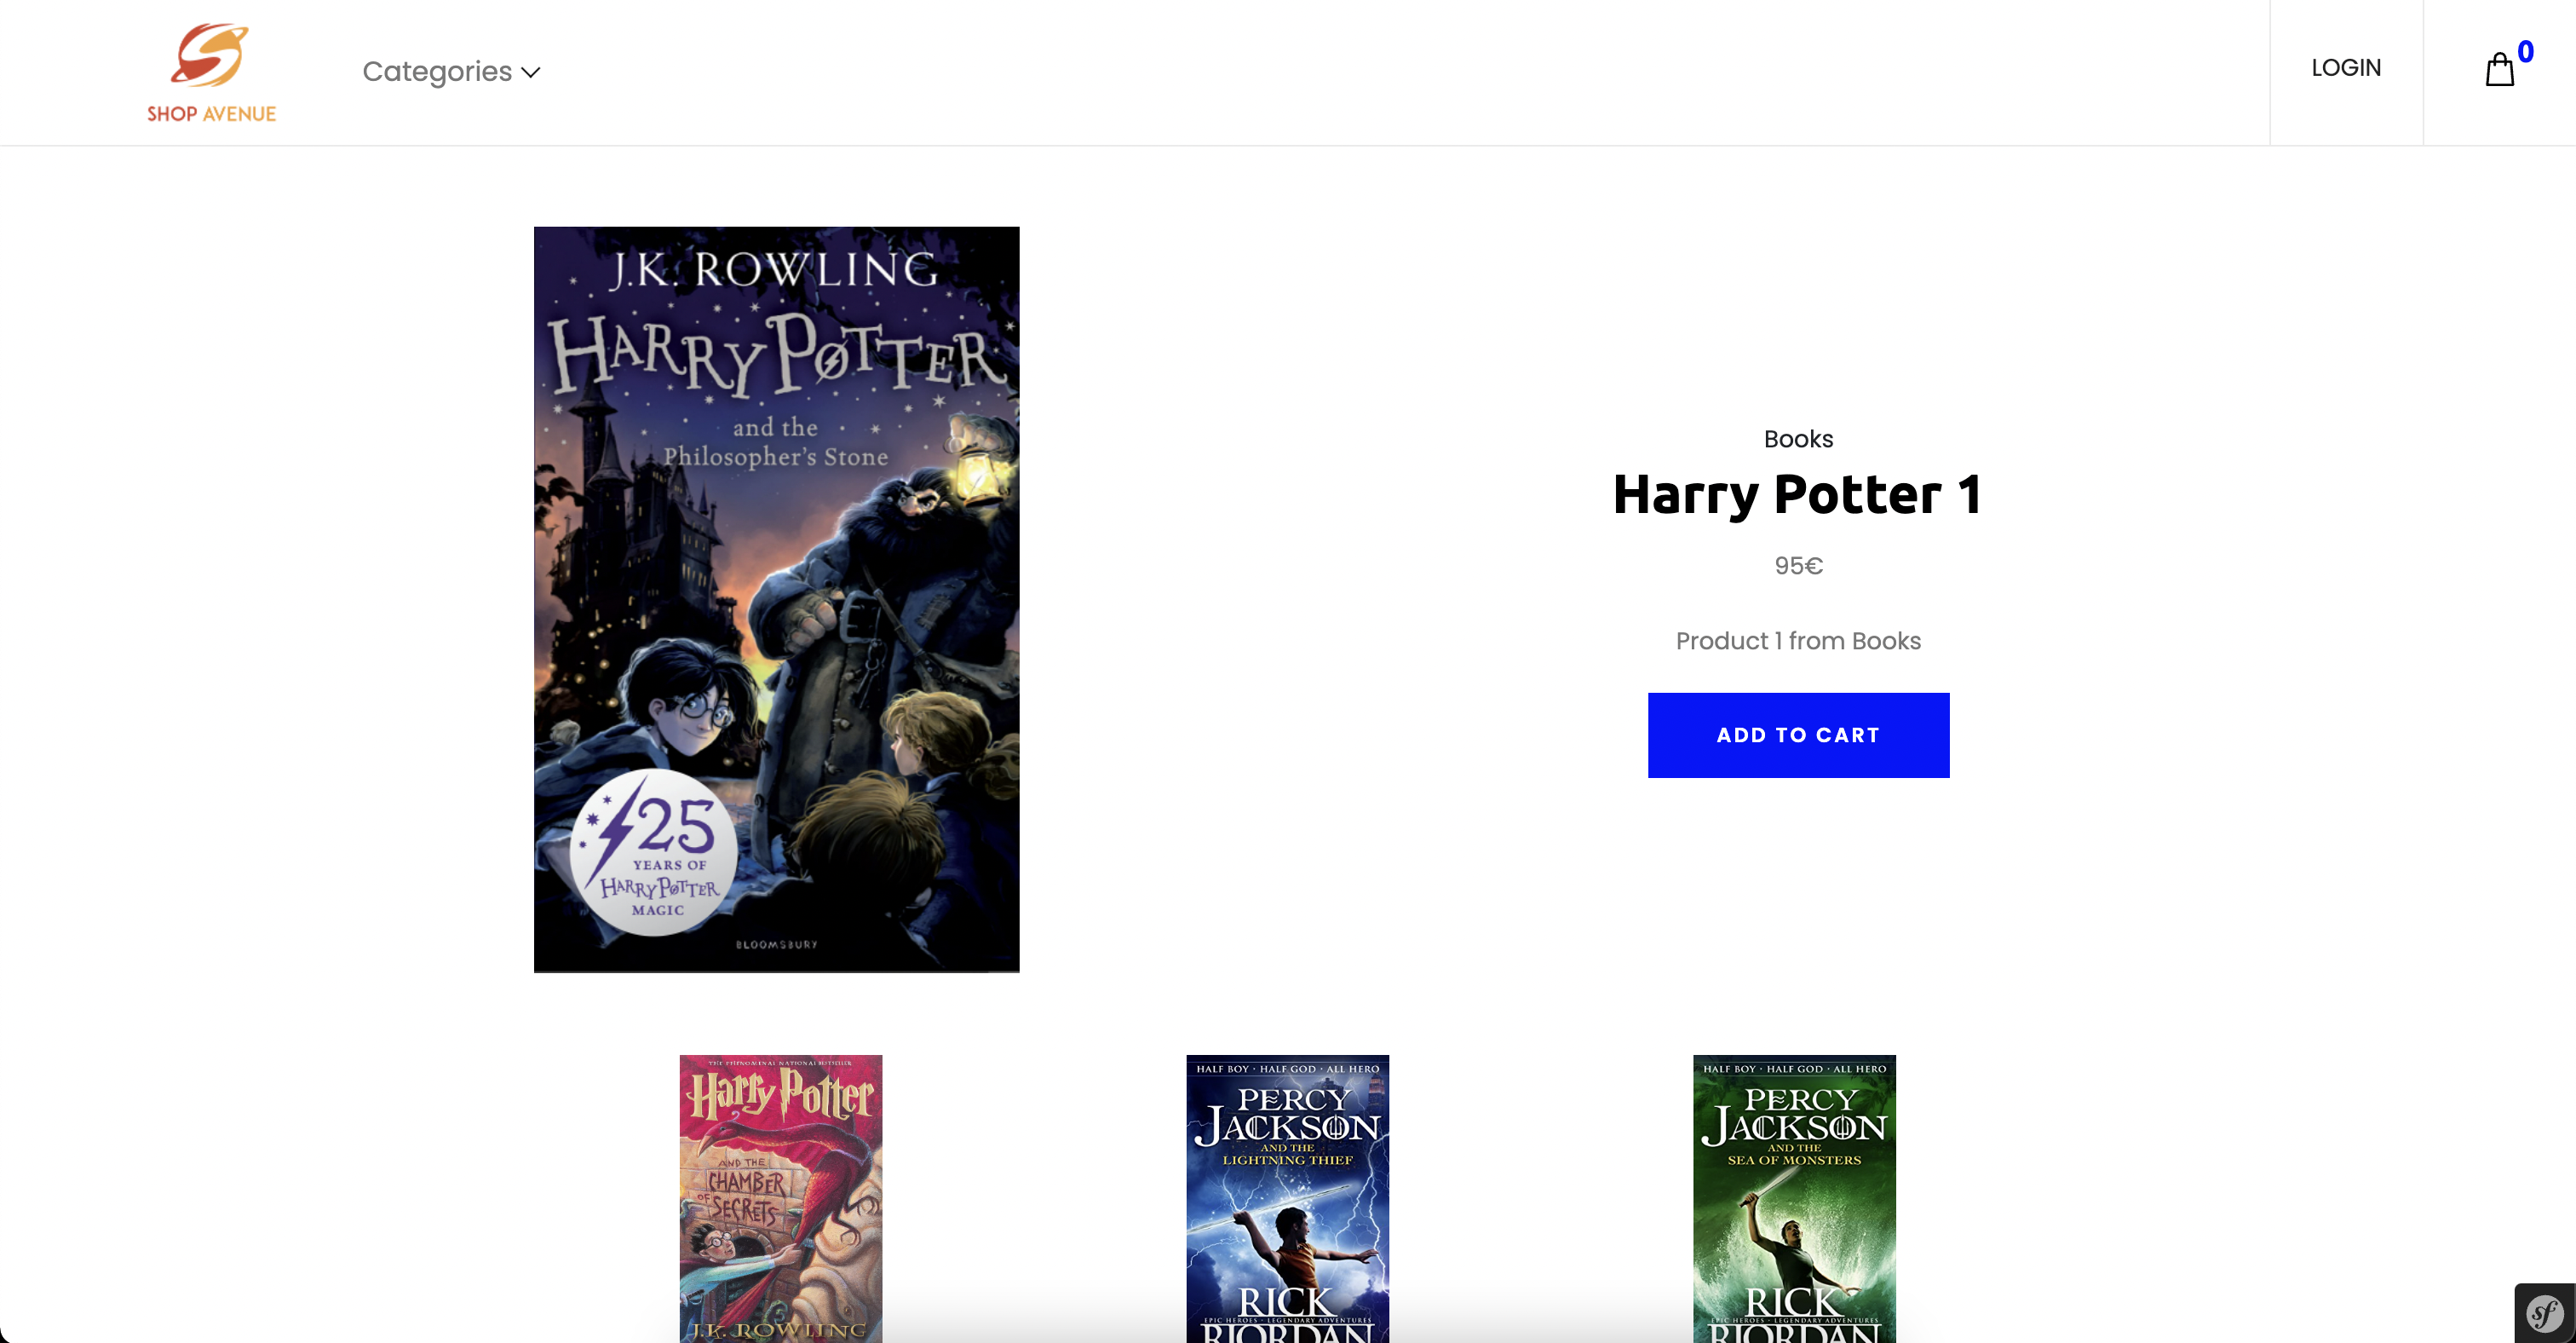 SHOP AVENUE
Categories
LOGIN
0
J.K. ROWLING
HARRY POTTER
and the
Philosopher's Stone
25
YEARS OF
HARRY POTTER
MAGIC
BLOOMSBURY
Books
Harry Potter 1
95€
Product 1 from Books
ADD TO CART
THE PHENOMENAL NATIONAL BESTSELLER
Harry Potter
AND THE
CHAMBER
OF SECRETS
J.K. ROWLING
HALF BOY · HALF GOD · ALL HERO
PERCY
JACKSON
AND THE
LIGHTNING THIEF
RICK
EPIC HEROES · LEGENDARY ADVENTURES
RIORDAN
HALF BOY · HALF GOD · ALL HERO
PERCY
JACKSON
AND THE
SEA OF MONSTERS
RICK
EPIC HEROES · LEGENDARY ADVENTURES
RIORDAN
sf